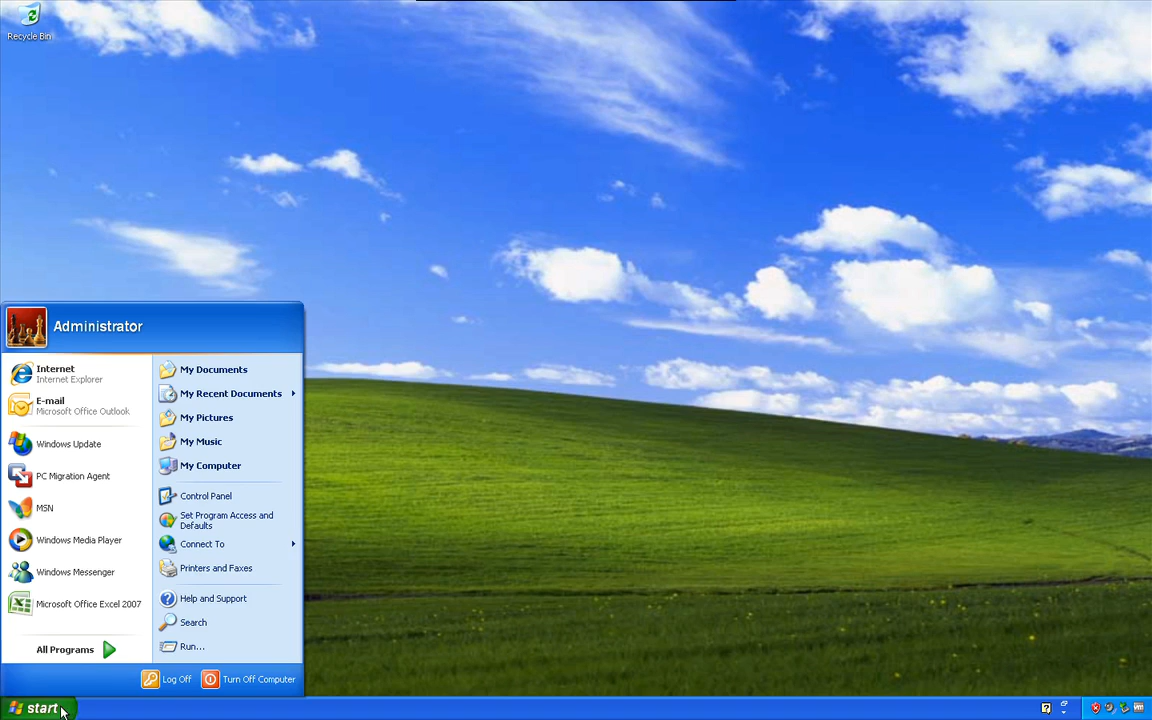 Recycle Bin
Administrator
Internet
Internet Explorer
E-mail
Microsoft Office Outlook
Windows Update
PC Migration Agent
MSN
Windows Media Player
Windows Messenger
Microsoft Office Excel 2007
All Programs
My Documents
My Recent Documents
My Pictures
My Music
My Computer
Control Panel
Set Program Access and
Defaults
Connect To
Printers and Faxes
Help and Support
Search
Run...
Log Off
Turn Off Computer
start
?